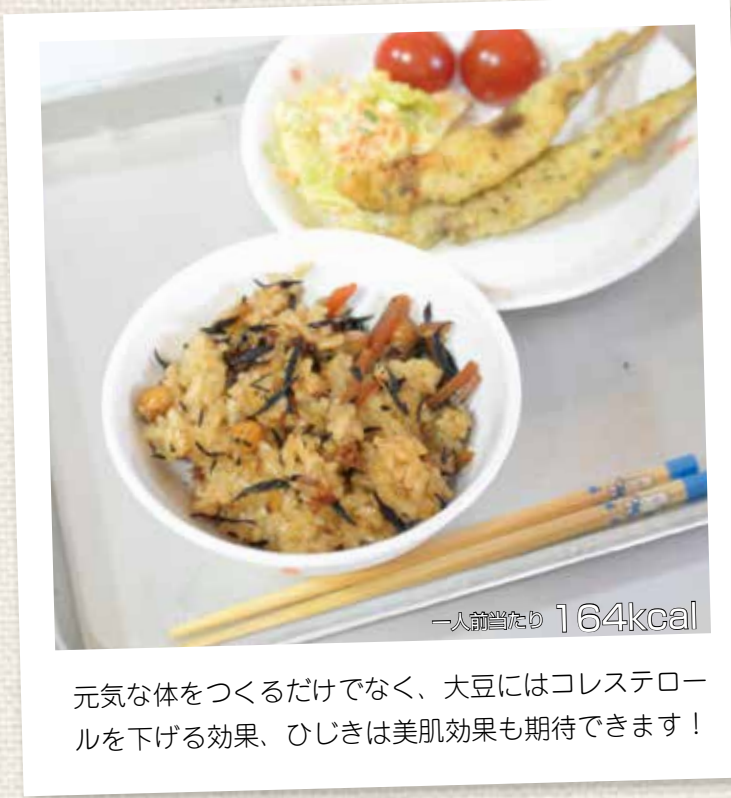 一人前当たり 164kcal
元気な体をつくるだけでなく、大豆にはコレステロー
ルを下げる効果、ひじきは美肌効果も期待できます！